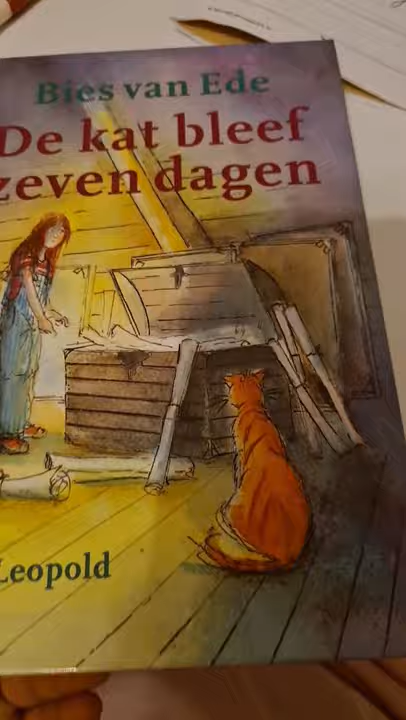 Bies van Ede
De kat bleef
zeven dagen
Leopold